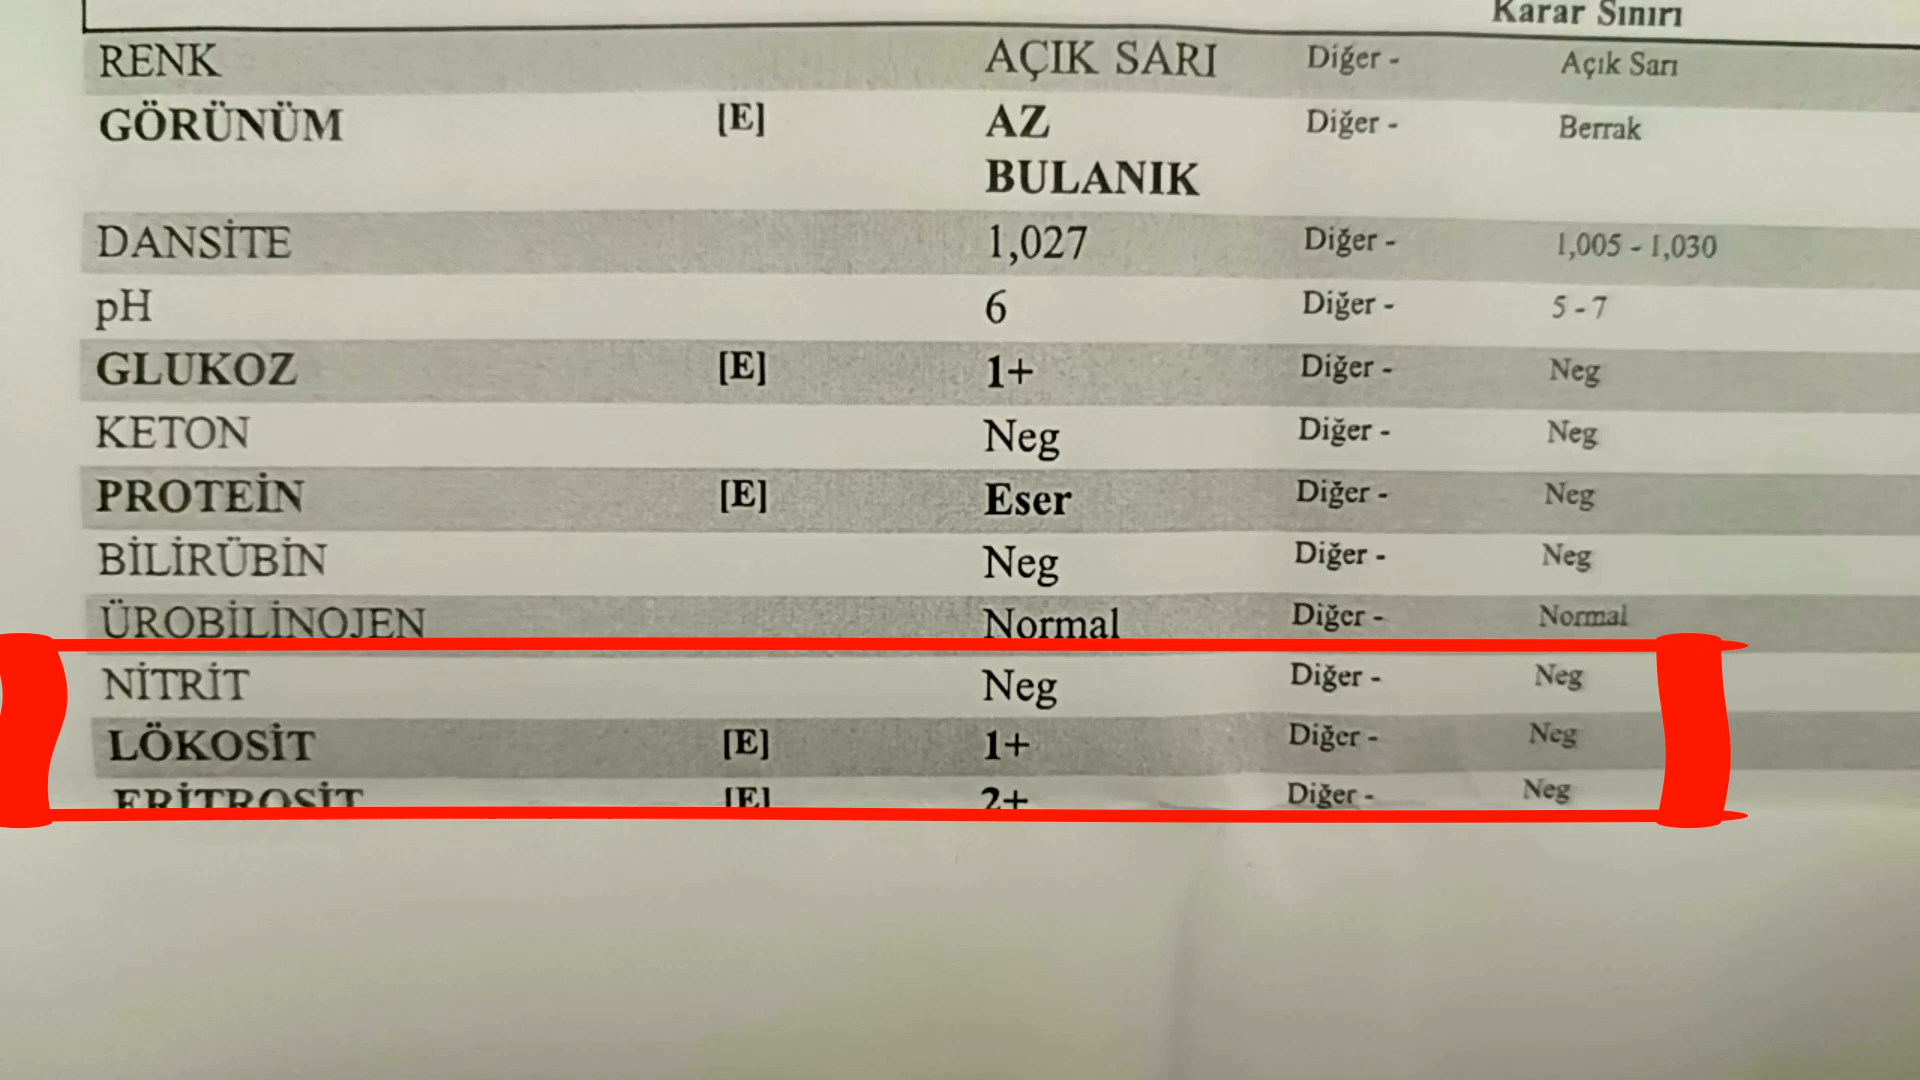 Karar Sınırı
RENK AÇIK SARI Diğer - Açık Sarı
GÖRÜNÜM [E] AZ BULANIK Diğer - Berrak
DANSİTE 1,027 Diğer - 1,005 - 1,030
pH 6 Diğer - 5 - 7
GLUKOZ [E] 1+ Diğer - Neg
KETON Neg Diğer - Neg
PROTEİN [E] Eser Diğer - Neg
BİLİRÜBİN Neg Diğer - Neg
ÜROBİLİNOJEN Normal Diğer - Normal
NİTRİT Neg Diğer - Neg
LÖKOSİT [E] 1+ Diğer - Neg
ERİTROSİT [E] 2+ Diğer - Neg